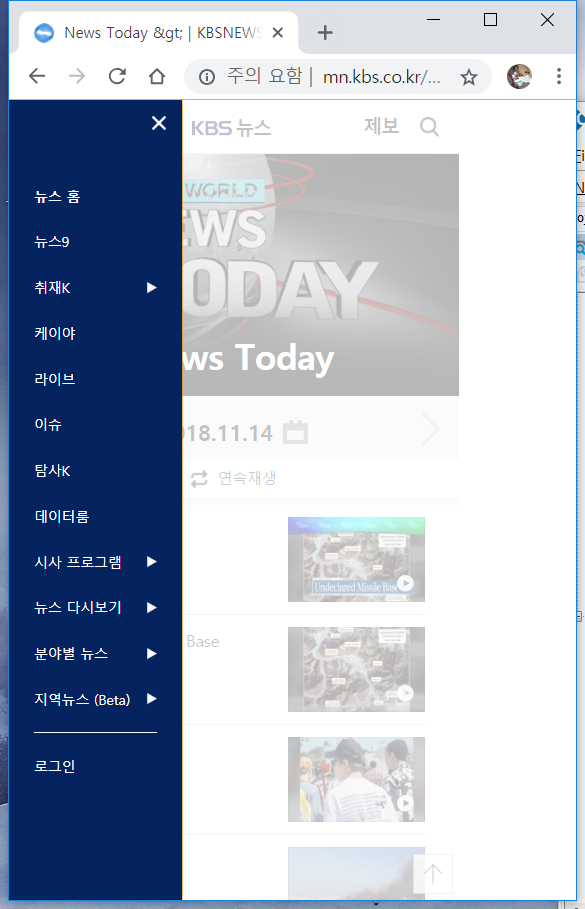 News Today &gt; | KBSNEWS
주의 요함 | mn.kbs.co.kr/...
KBS 뉴스
제보
WORLD
EWS
ODAY
ws Today
018.11.14
연속재생
Undeclared Missile Base
Base
뉴스 홈
뉴스9
취재K
케이야
라이브
이슈
탐사K
데이터룸
시사 프로그램
뉴스 다시보기
분야별 뉴스
지역뉴스 (Beta)
로그인